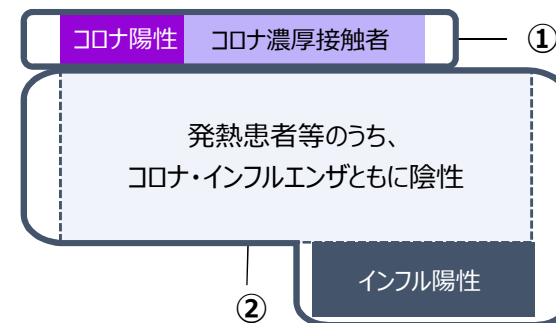 コロナ陽性 コロナ濃厚接触者 ①
発熱患者等のうち、
コロナ・インフルエンザともに陰性
インフル陽性
②